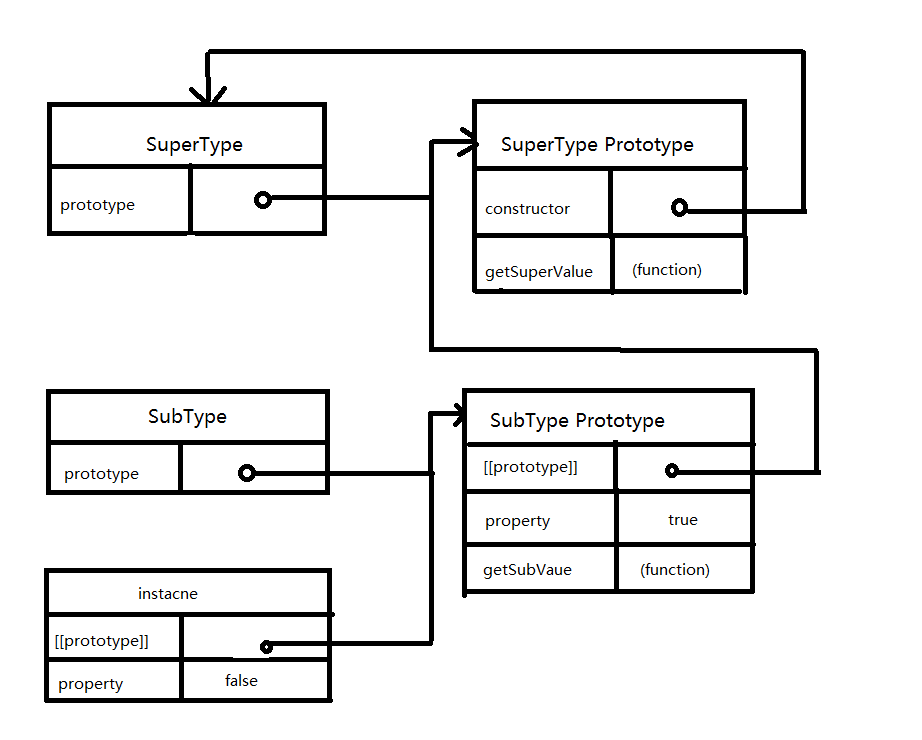 SuperType
prototype
SuperType Prototype
constructor
getSuperValue (function)
SubType
prototype
SubType Prototype
[[prototype]]
property true
getSubVaue (function)
instacne
[[prototype]]
property false